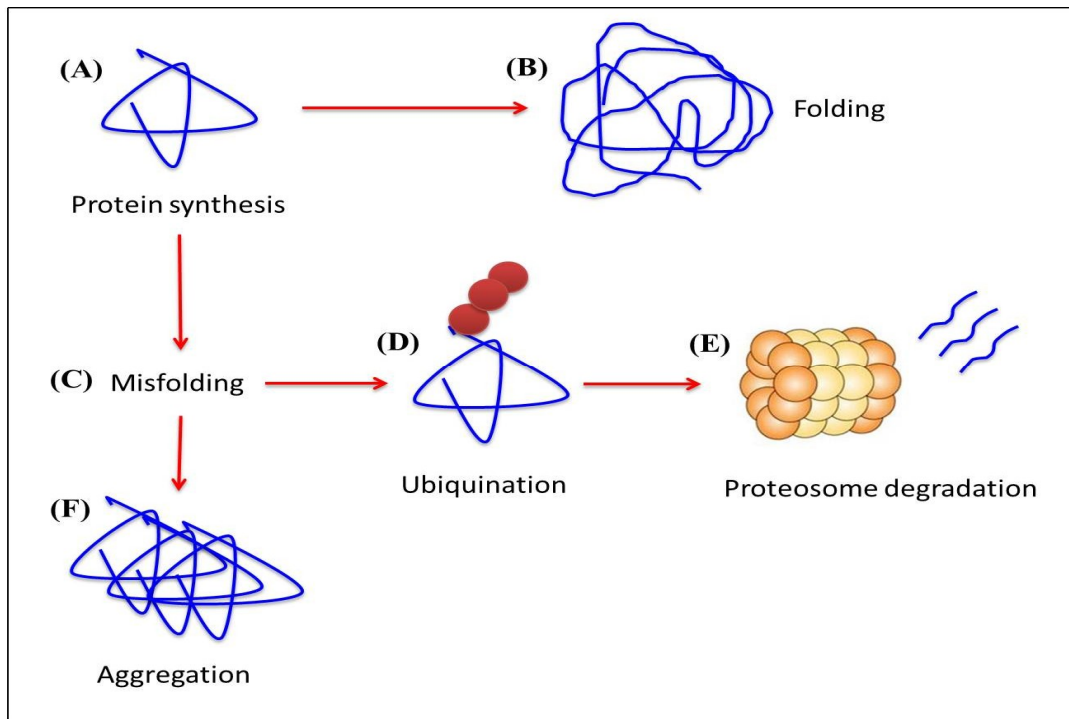 (A)
(B)
Folding
Protein synthesis
(C) Misfolding
(D)
(E)
Ubiquination
Proteosome degradation
(F)
Aggregation